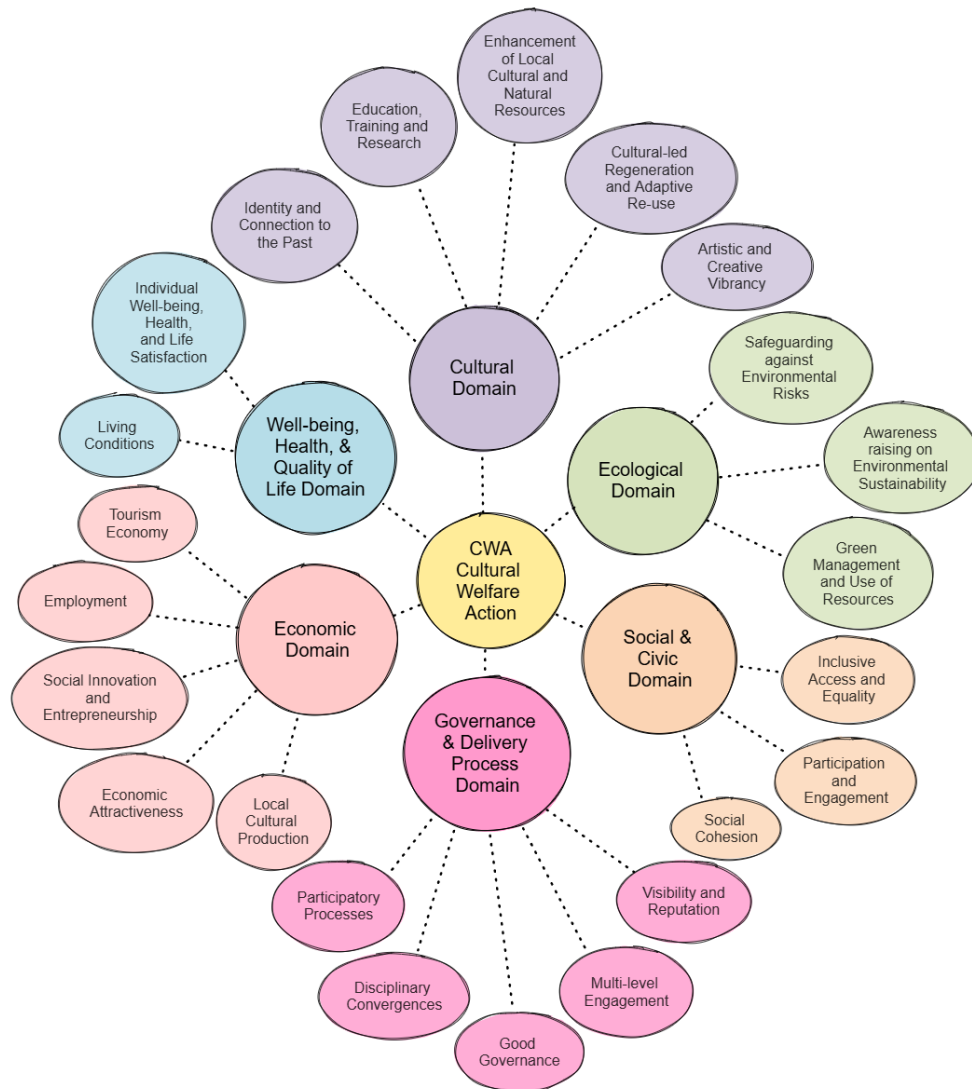 Enhancement
of Local
Cultural and
Natural
Resources
Education,
Training and
Research
Cultural-led
Regeneration
and Adaptive
Re-use
Identity and
Connection to
the Past
Artistic and
Creative
Vibrancy
Individual
Well-being,
Health,
and Life
Satisfaction
Cultural
Domain
Safeguarding
against
Environmental
Risks
Living
Conditions
Well-being,
Health, &
Quality of
Life Domain
Ecological
Domain
Awareness
raising on
Environmental
Sustainability
Tourism
Economy
CWA
Cultural
Welfare
Action
Green
Management
and Use of
Resources
Employment
Economic
Domain
Social &
Civic
Domain
Inclusive
Access and
Equality
Social Innovation
and
Entrepreneurship
Governance
& Delivery
Process
Domain
Participation
and
Engagement
Economic
Attractiveness
Local
Cultural
Production
Social
Cohesion
Participatory
Processes
Visibility and
Reputation
Disciplinary
Convergences
Multi-level
Engagement
Good
Governance